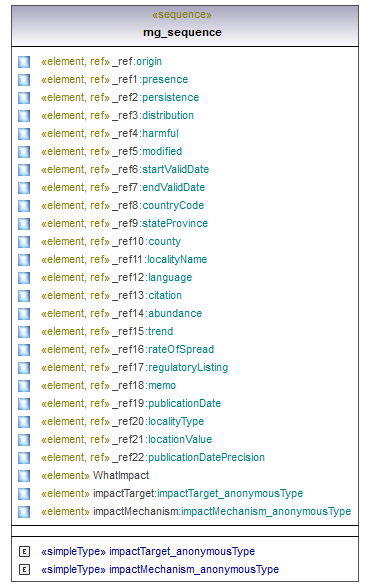 «sequence»
mg_sequence
«element, ref» _ref:origin
«element, ref» _ref1:presence
«element, ref» _ref2:persistence
«element, ref» _ref3:distribution
«element, ref» _ref4:harmful
«element, ref» _ref5:modified
«element, ref» _ref6:startValidDate
«element, ref» _ref7:endValidDate
«element, ref» _ref8:countryCode
«element, ref» _ref9:stateProvince
«element, ref» _ref10:county
«element, ref» _ref11:localityName
«element, ref» _ref12:language
«element, ref» _ref13:citation
«element, ref» _ref14:abundance
«element, ref» _ref15:trend
«element, ref» _ref16:rateOfSpread
«element, ref» _ref17:regulatoryListing
«element, ref» _ref18:memo
«element, ref» _ref19:publicationDate
«element, ref» _ref20:localityType
«element, ref» _ref21:locationValue
«element, ref» _ref22:publicationDatePrecision
«element» WhatImpact
«element» impactTarget:impactTarget_anonymousType
«element» impactMechanism:impactMechanism_anonymousType
E «simpleType» impactTarget_anonymousType
E «simpleType» impactMechanism_anonymousType